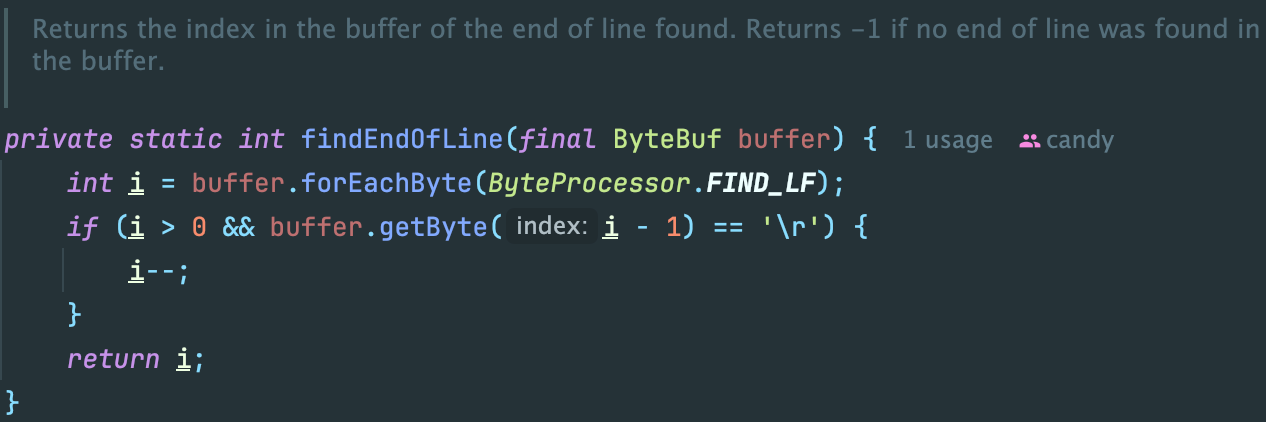 Returns the index in the buffer of the end of line found. Returns −1 if no end of line was found in
the buffer.
private static int findEndOfLine(final ByteBuf buffer) { 1 usage candy
int i = buffer.forEachByte(ByteProcessor.FIND_LF);
if (i > 0 && buffer.getByte( index: i - 1) == '\r') {
i--;
}
return i;
}